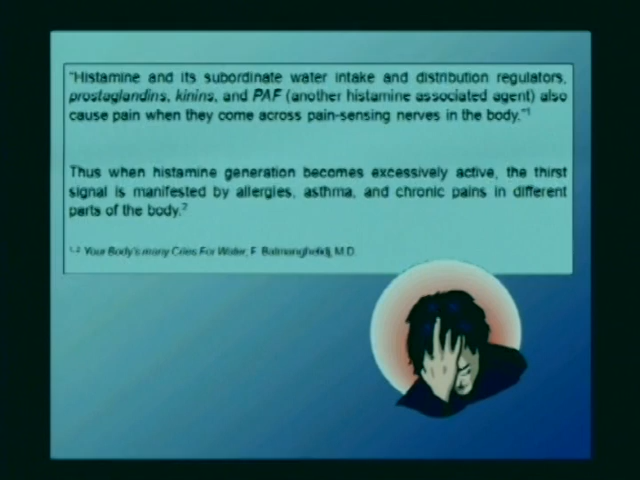 "Histamine and its subordinate water intake and distribution regulators,
prostaglandins, kinins, and PAF (another histamine associated agent) also
cause pain when they come across pain-sensing nerves in the body."¹
Thus when histamine generation becomes excessively active, the thirst
signal is manifested by allergies, asthma, and chronic pains in different
parts of the body.²
¹·² Your Body's many Cries For Water, F. Batmanghelidj, M.D.